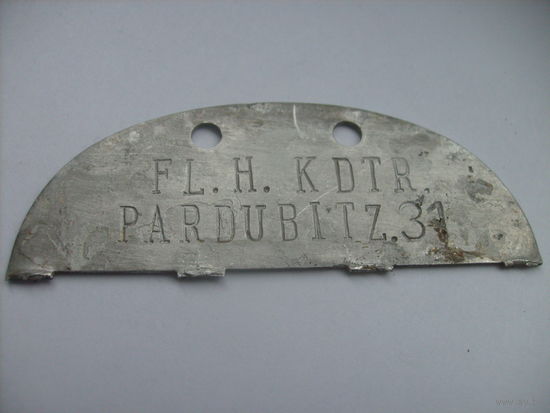 FL. H. KDTR.
PARDUBITZ. 31